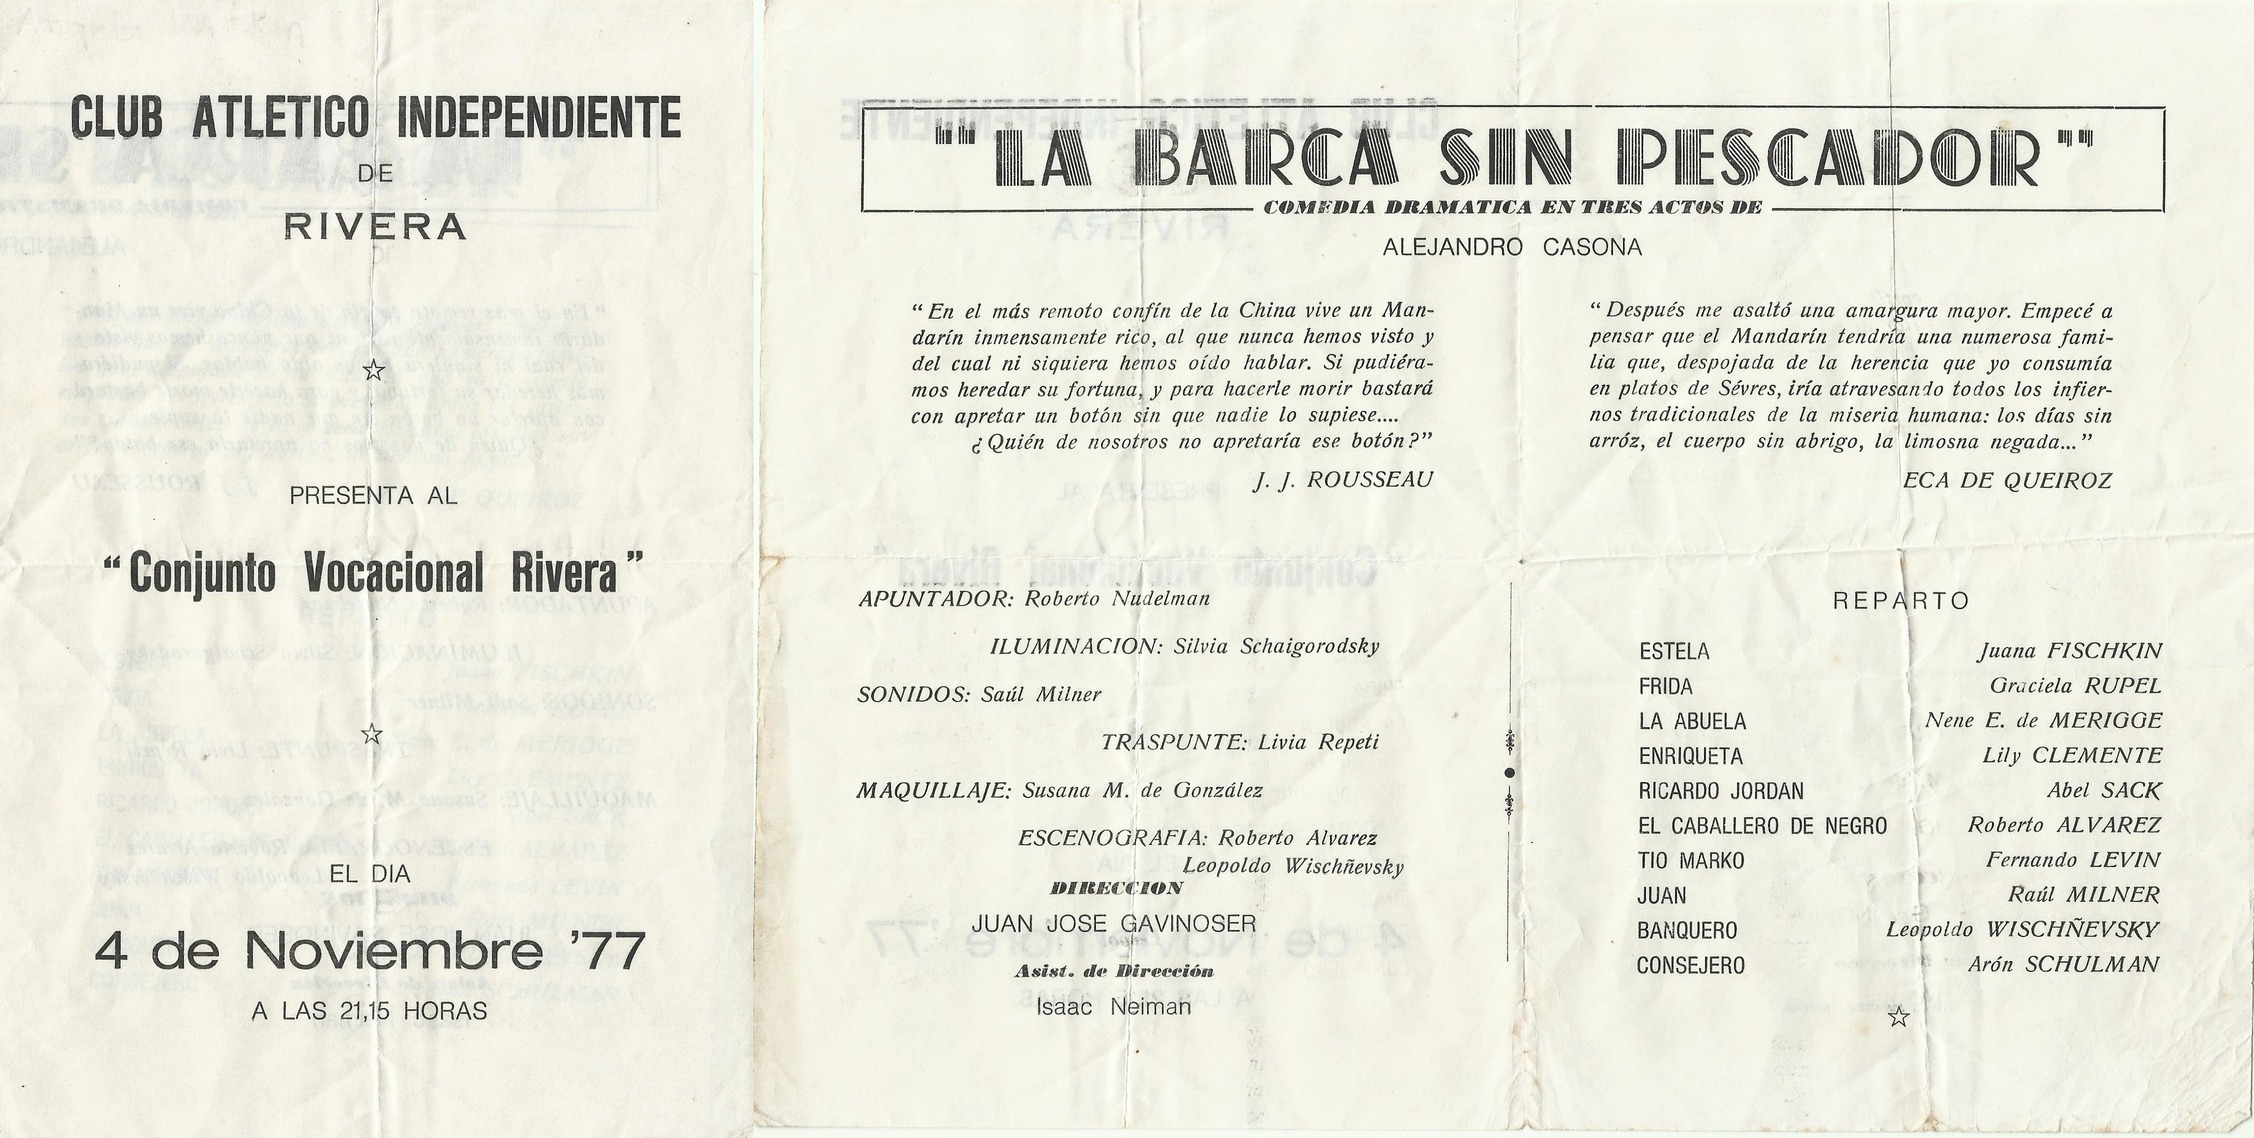 CLUB ATLETICO INDEPENDIENTE
DE
RIVERA
PRESENTA AL
“Conjunto Vocacional Rivera”
EL DIA
4 de Noviembre ’77
A LAS 21,15 HORAS
""LA BARCA SIN PESCADOR""
COMEDIA DRAMATICA EN TRES ACTOS DE
ALEJANDRO CASONA
“En el más remoto confín de la China vive un Man-
darín inmensamente rico, al que nunca hemos visto y
del cual ni siquiera hemos oído hablar. Si pudiéra-
mos heredar su fortuna, y para hacerle morir bastará
con apretar un botón sin que nadie lo supiese....
¿Quién de nosotros no apretaría ese botón?”
J. J. ROUSSEAU
“Después me asaltó una amargura mayor. Empecé a
pensar que el Mandarín tendría una numerosa fami-
lia que, despojada de la herencia que yo consumía
en platos de Sévres, iría atravesando todos los infier-
nos tradicionales de la miseria humana: los días sin
arróz, el cuerpo sin abrigo, la limosna negada...”
ECA DE QUEIROZ
APUNTADOR: Roberto Nudelman
ILUMINACION: Silvia Schaigorodsky
SONIDOS: Saúl Milner
TRASPUNTE: Livia Repeti
MAQUILLAJE: Susana M. de González
ESCENOGRAFIA: Roberto Alvarez
Leopoldo Wischñevsky
DIRECCION
JUAN JOSE GAVINOSER
Asist. de Dirección
Isaac Neiman
REPARTO
ESTELA Juana FISCHKIN
FRIDA Graciela RUPEL
LA ABUELA Nene E. de MERIGGE
ENRIQUETA Lily CLEMENTE
RICARDO JORDAN Abel SACK
EL CABALLERO DE NEGRO Roberto ALVAREZ
TIO MARKO Fernando LEVIN
JUAN Raúl MILNER
BANQUERO Leopoldo WISCHÑEVSKY
CONSEJERO Arón SCHULMAN